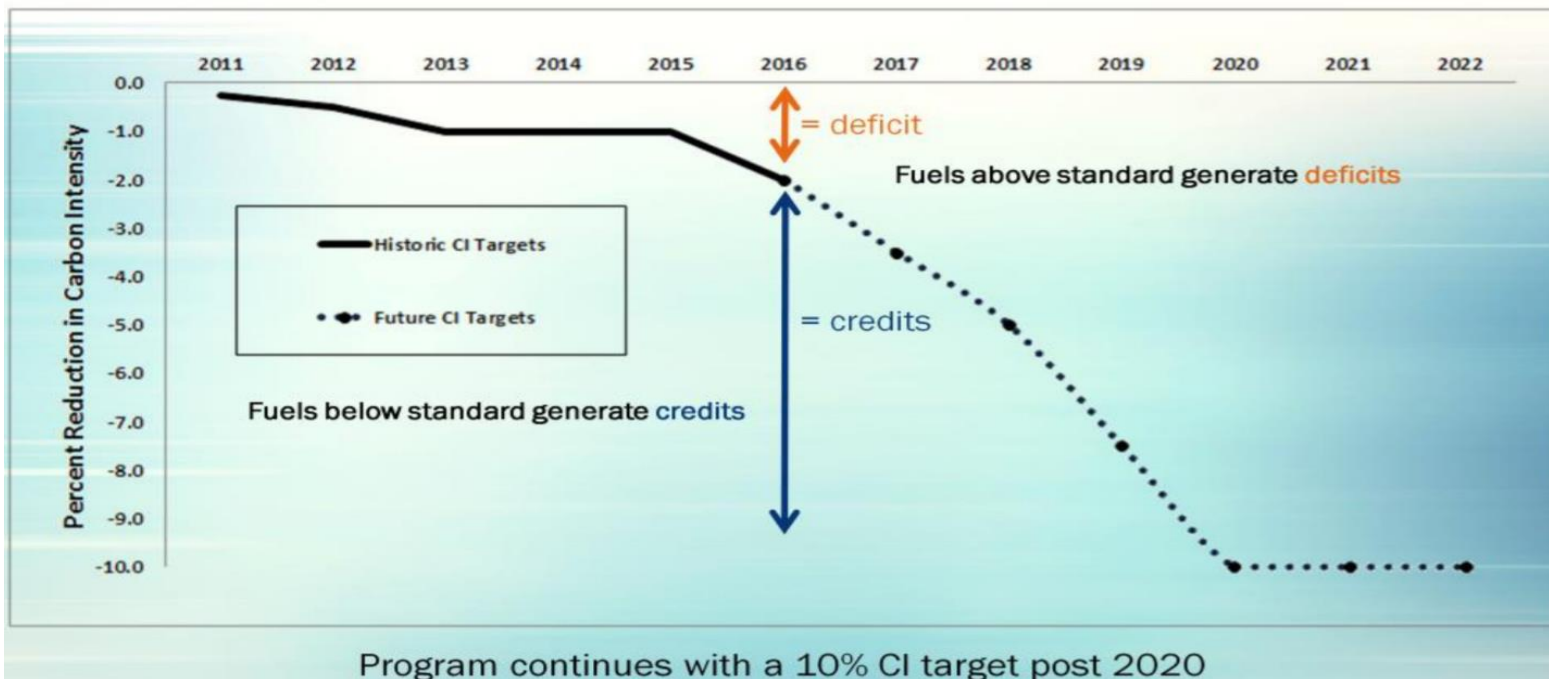 2011 2012 2013 2014 2015 2016 2017 2018 2019 2020 2021 2022
Percent Reduction in Carbon Intensity
0.0
-1.0
-2.0
-3.0
-4.0
-5.0
-6.0
-7.0
-8.0
-9.0
-10.0
= deficit
Fuels above standard generate deficits
Historic CI Targets
Future CI Targets
= credits
Fuels below standard generate credits
Program continues with a 10% CI target post 2020